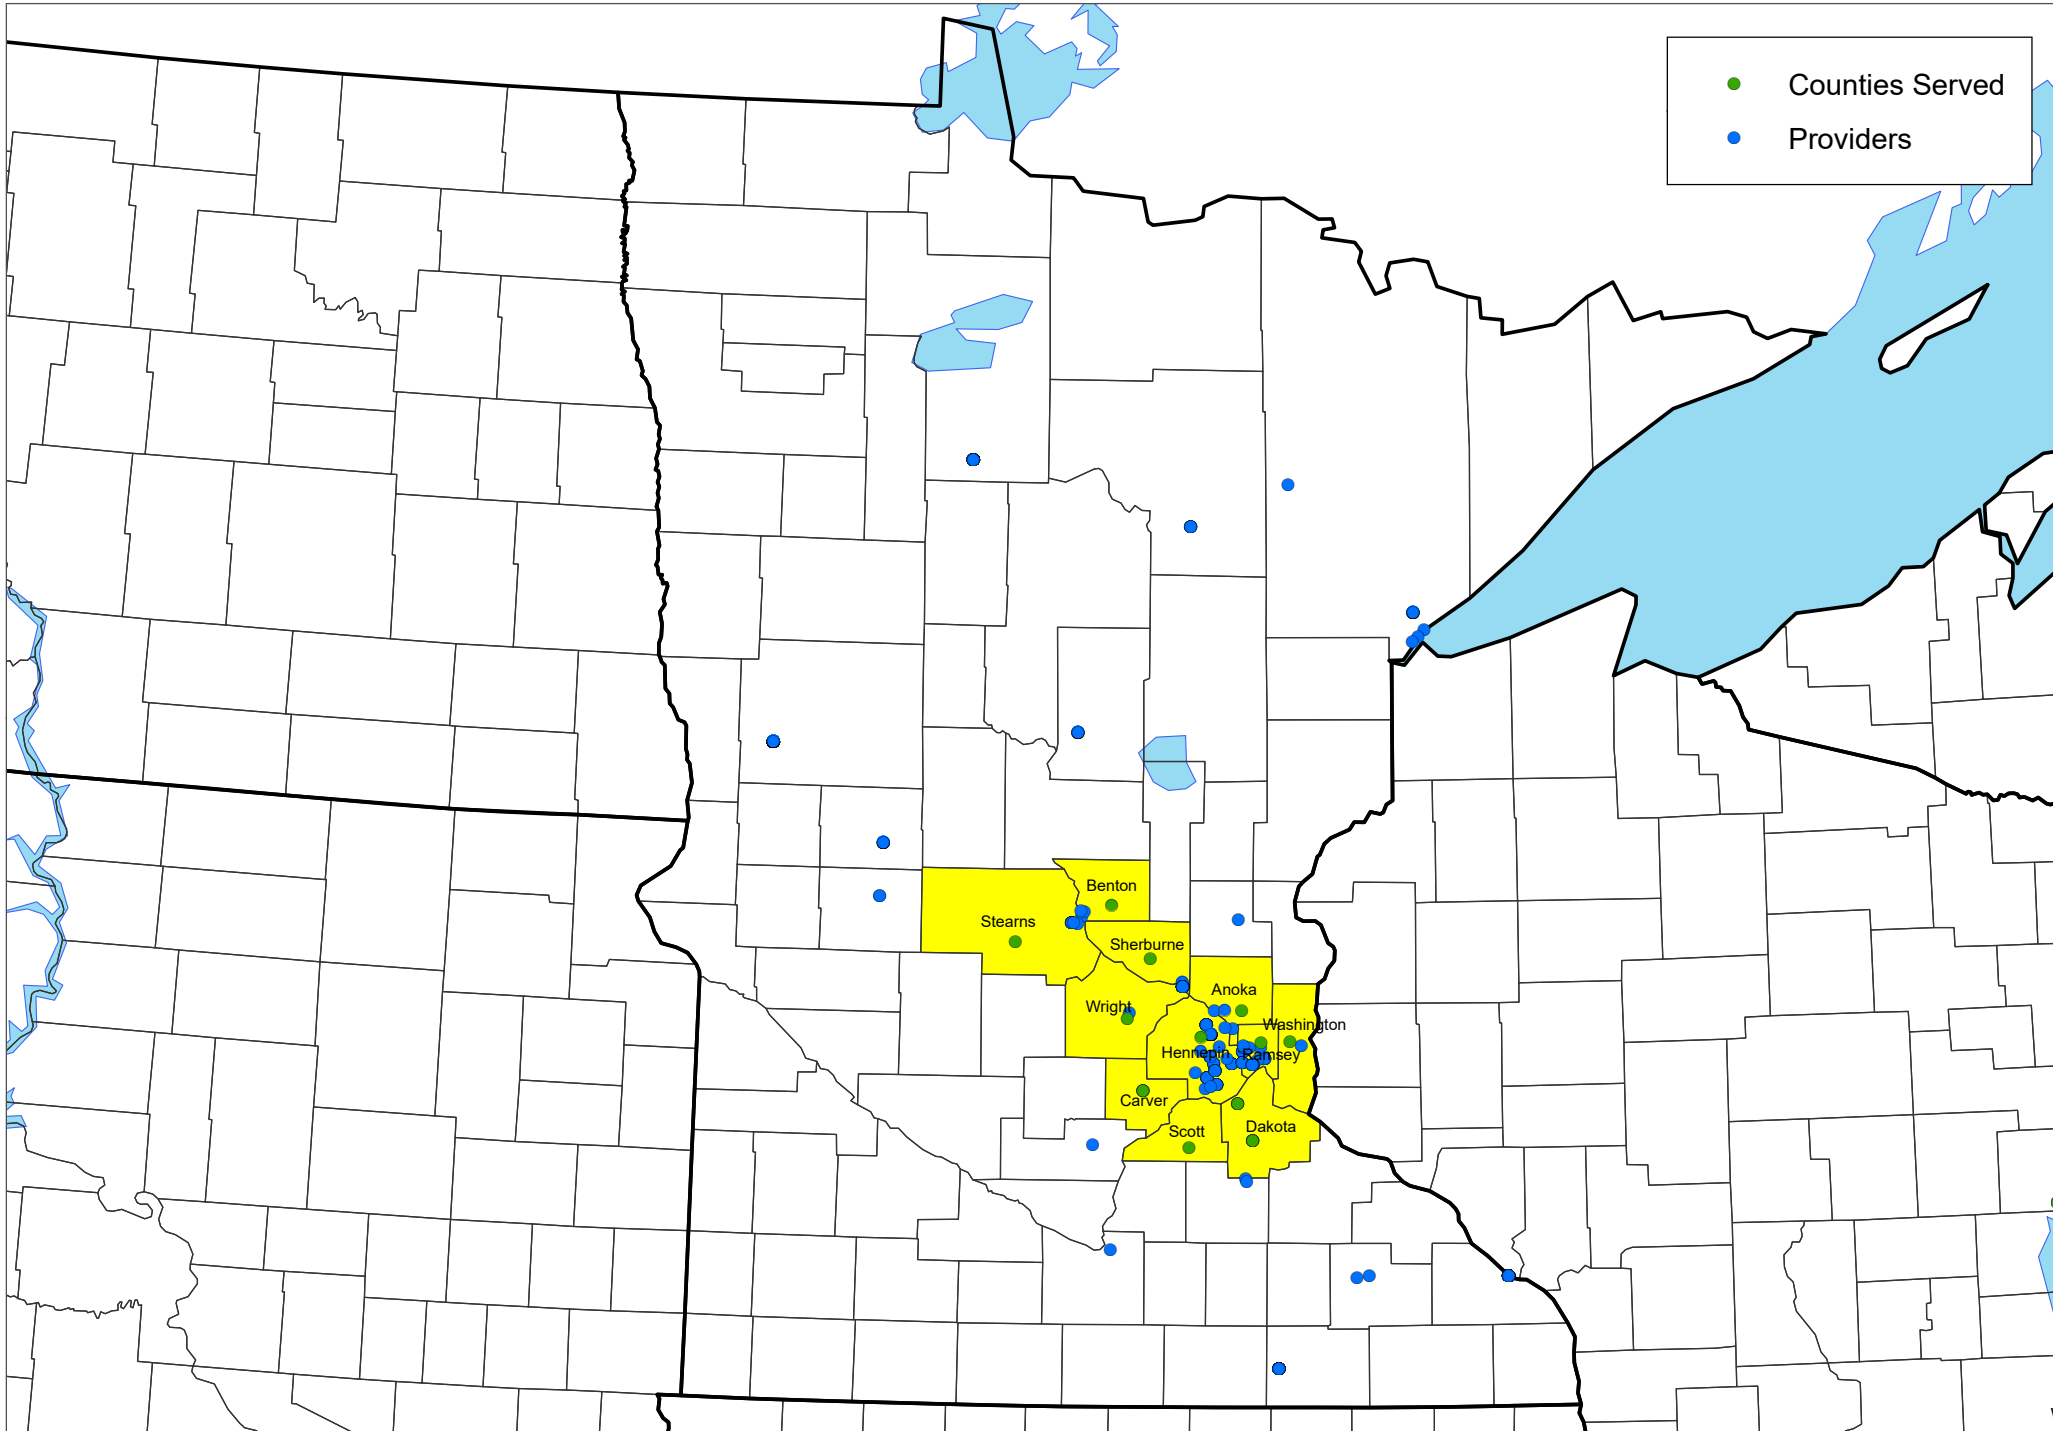 Counties Served
Providers
Benton
Stearns
Sherburne
Anoka
Wright
Washington
Hennepin
Ramsey
Carver
Dakota
Scott